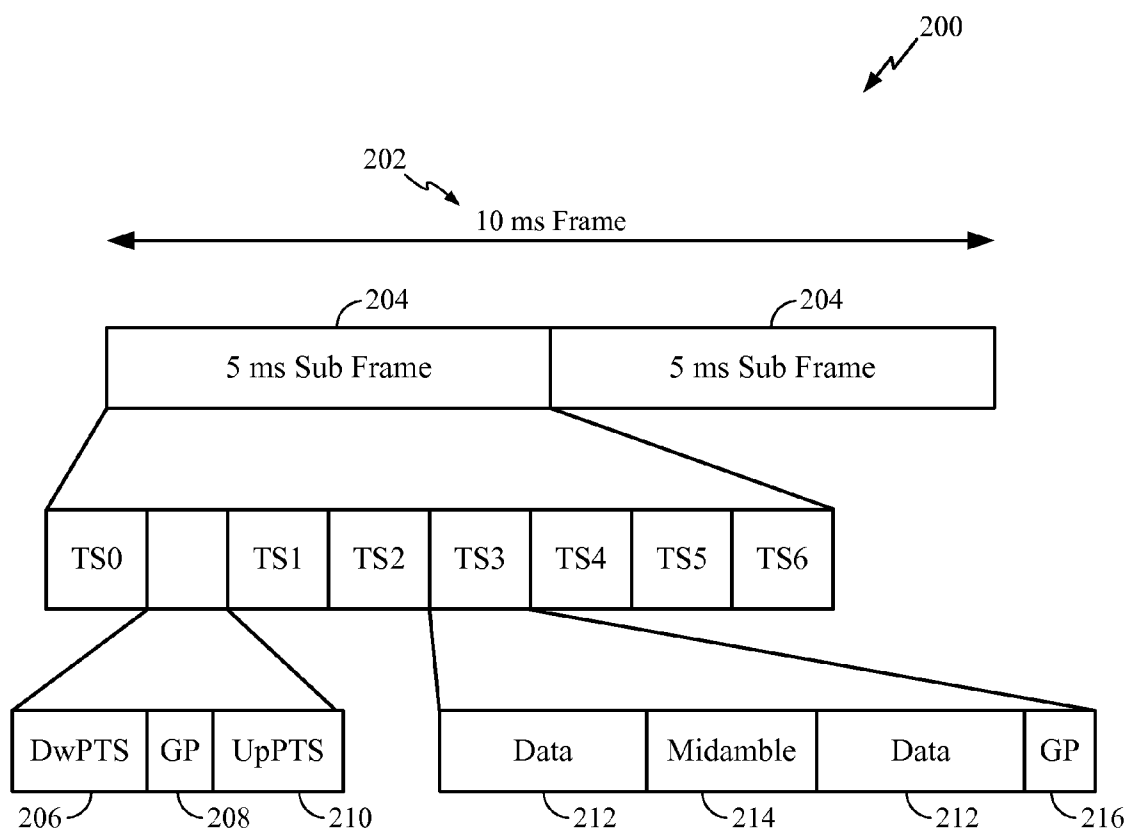 200
202
10 ms Frame
204
204
5 ms Sub Frame
5 ms Sub Frame
TS0
TS1
TS2
TS3
TS4
TS5
TS6
DwPTS
GP
UpPTS
Data
Midamble
Data
GP
206
208
210
212
214
212
216